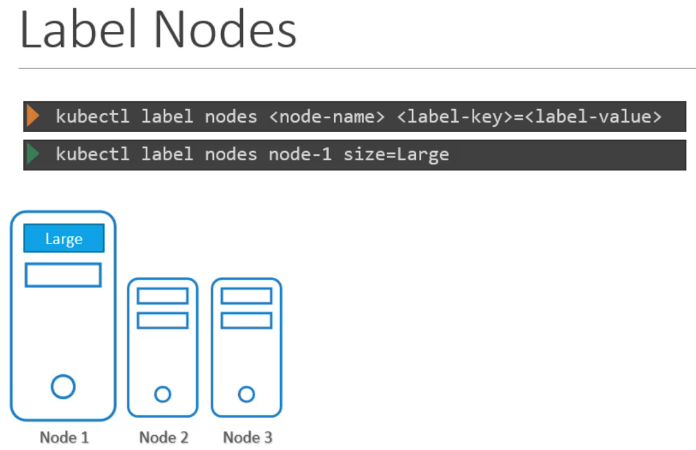 Label Nodes
kubectl label nodes <node-name> <label-key>=<label-value>
kubectl label nodes node-1 size=Large
Large
Node 1
Node 2
Node 3